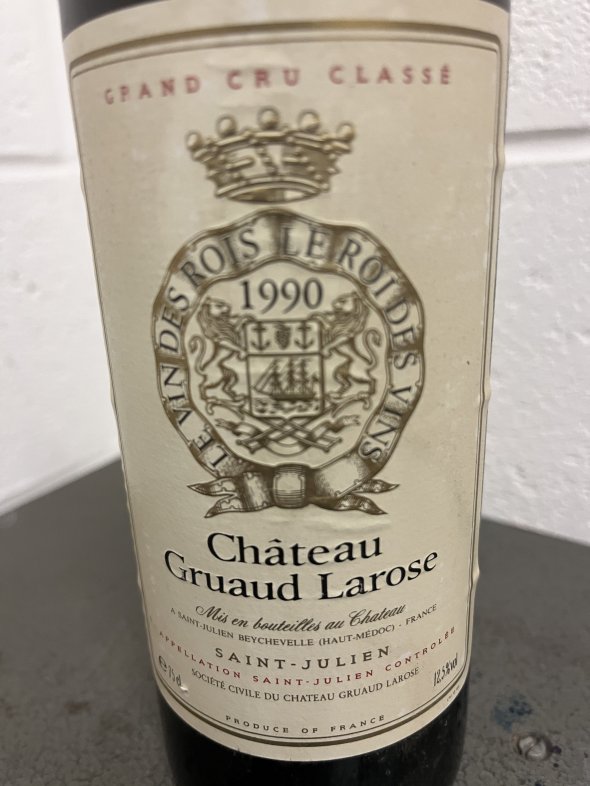 GRAND CRU CLASSÉ
LE VIN DES ROIS LE ROI DES VINS
1990
Château
Gruaud Larose
Mis en bouteilles au Chateau
A SAINT-JULIEN BEYCHEVELLE (HAUT-MÉDOC) - FRANCE
SAINT-JULIEN
APPELLATION SAINT-JULIEN CONTROLÉE
e 75 cl
SOCIÉTÉ CIVILE DU CHATEAU GRUAUD LAROSE
12,5%vol
PRODUCE OF FRANCE